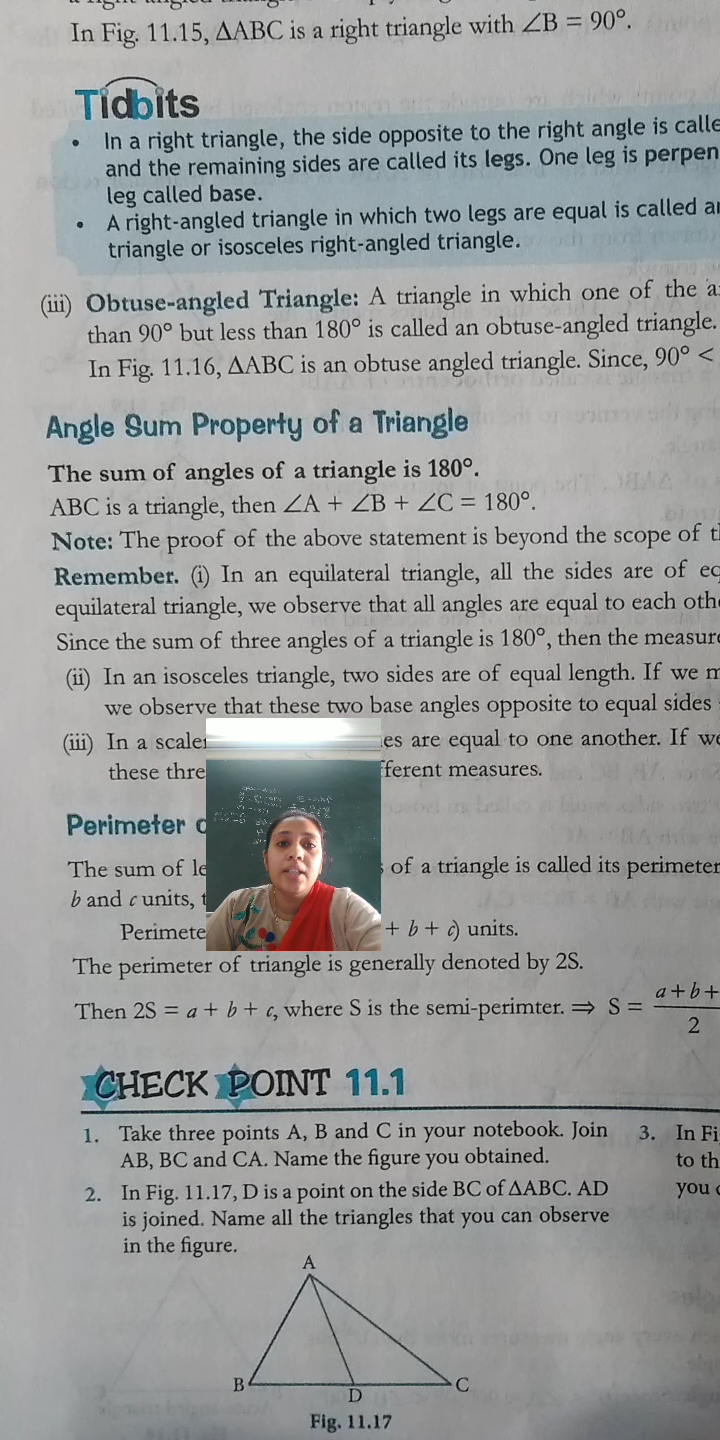 In Fig. 11.15, ΔABC is a right triangle with ∠B = 90°.
Tidbits
• In a right triangle, the side opposite to the right angle is calle
and the remaining sides are called its legs. One leg is perpen
leg called base.
• A right-angled triangle in which two legs are equal is called a
triangle or isosceles right-angled triangle.
(iii) Obtuse-angled Triangle: A triangle in which one of the a
than 90° but less than 180° is called an obtuse-angled triangle.
In Fig. 11.16, ΔABC is an obtuse angled triangle. Since, 90° <
Angle Sum Property of a Triangle
The sum of angles of a triangle is 180°.
ABC is a triangle, then ∠A + ∠B + ∠C = 180°.
Note: The proof of the above statement is beyond the scope of t
Remember. (i) In an equilateral triangle, all the sides are of eq
equilateral triangle, we observe that all angles are equal to each oth
Since the sum of three angles of a triangle is 180°, then the measur
(ii) In an isosceles triangle, two sides are of equal length. If we m
we observe that these two base angles opposite to equal sides
(iii) In a scale es are equal to one another. If we
these thre fferent measures.
Perimeter
The sum of le of a triangle is called its perimeter
b and c units, t
Perimete + b + c) units.
The perimeter of triangle is generally denoted by 2S.
Then 2S = a + b + c, where S is the semi-perimter. ⇒ S = a+b+ / 2
CHECK POINT 11.1
1. Take three points A, B and C in your notebook. Join
AB, BC and CA. Name the figure you obtained.
2. In Fig. 11.17, D is a point on the side BC of ΔABC. AD
is joined. Name all the triangles that you can observe
in the figure.
3. In Fi
to th
you
A
B
D
C
Fig. 11.17